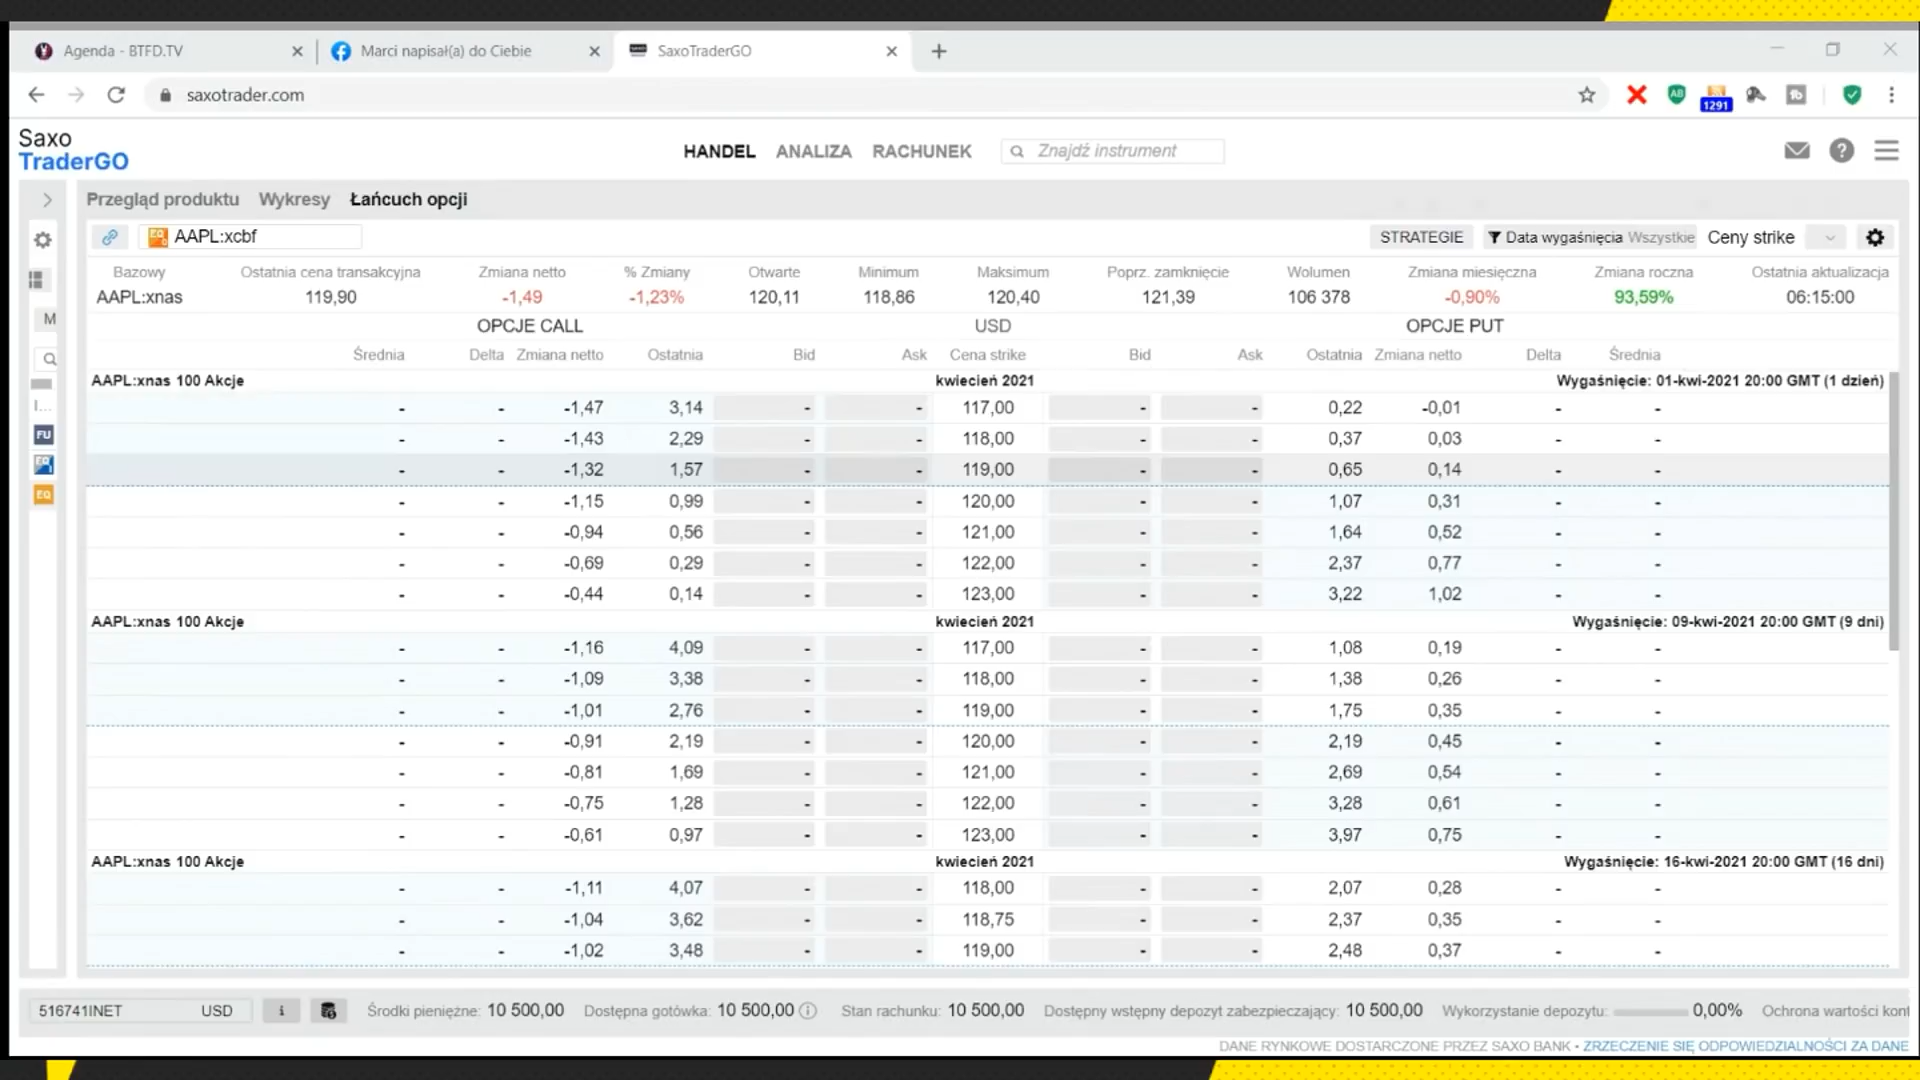 Agenda - BTFD.TV Marci napisał(a) do Ciebie SaxoTraderGO
saxotrader.com 1291
Saxo
TraderGO
HANDEL ANALIZA RACHUNEK Znajdź instrument
Przegląd produktu Wykresy Łańcuch opcji
AAPL:xcbf STRATEGIE Data wygaśnięcia Wszystkie Ceny strike
Bazowy Ostatnia cena transakcyjna Zmiana netto % Zmiany Otwarte Minimum Maksimum Poprz. zamknięcie Wolumen Zmiana miesięczna Zmiana roczna Ostatnia aktualizacja
AAPL:xnas 119,90 -1,49 -1,23% 120,11 118,86 120,40 121,39 106 378 -0,90% 93,59% 06:15:00
OPCJE CALL USD OPCJE PUT
Średnia Delta Zmiana netto Ostatnia Bid Ask Cena strike Bid Ask Ostatnia Zmiana netto Delta Średnia
AAPL:xnas 100 Akcje kwiecień 2021 Wygaśnięcie: 01-kwi-2021 20:00 GMT (1 dzień)
- - -1,47 3,14 - - 117,00 - - 0,22 -0,01 - -
- - -1,43 2,29 - - 118,00 - - 0,37 0,03 - -
- - -1,32 1,57 - - 119,00 - - 0,65 0,14 - -
- - -1,15 0,99 - - 120,00 - - 1,07 0,31 - -
- - -0,94 0,56 - - 121,00 - - 1,64 0,52 - -
- - -0,69 0,29 - - 122,00 - - 2,37 0,77 - -
- - -0,44 0,14 - - 123,00 - - 3,22 1,02 - -
AAPL:xnas 100 Akcje kwiecień 2021 Wygaśnięcie: 09-kwi-2021 20:00 GMT (9 dni)
- - -1,16 4,09 - - 117,00 - - 1,08 0,19 - -
- - -1,09 3,38 - - 118,00 - - 1,38 0,26 - -
- - -1,01 2,76 - - 119,00 - - 1,75 0,35 - -
- - -0,91 2,19 - - 120,00 - - 2,19 0,45 - -
- - -0,81 1,69 - - 121,00 - - 2,69 0,54 - -
- - -0,75 1,28 - - 122,00 - - 3,28 0,61 - -
- - -0,61 0,97 - - 123,00 - - 3,97 0,75 - -
AAPL:xnas 100 Akcje kwiecień 2021 Wygaśnięcie: 16-kwi-2021 20:00 GMT (16 dni)
- - -1,11 4,07 - - 118,00 - - 2,07 0,28 - -
- - -1,04 3,62 - - 118,75 - - 2,37 0,35 - -
- - -1,02 3,48 - - 119,00 - - 2,48 0,37 - -
M
I...
FU
EQ
516741INET USD i Środki pieniężne: 10 500,00 Dostępna gotówka: 10 500,00 Stan rachunku: 10 500,00 Dostępny wstępny depozyt zabezpieczający: 10 500,00 Wykorzystanie depozytu: 0,00% Ochrona wartości kont
DANE RYNKOWE DOSTARCZONE PRZEZ SAXO BANK - ZRZECZENIE SIĘ ODPOWIEDZIALNOŚCI ZA DANE